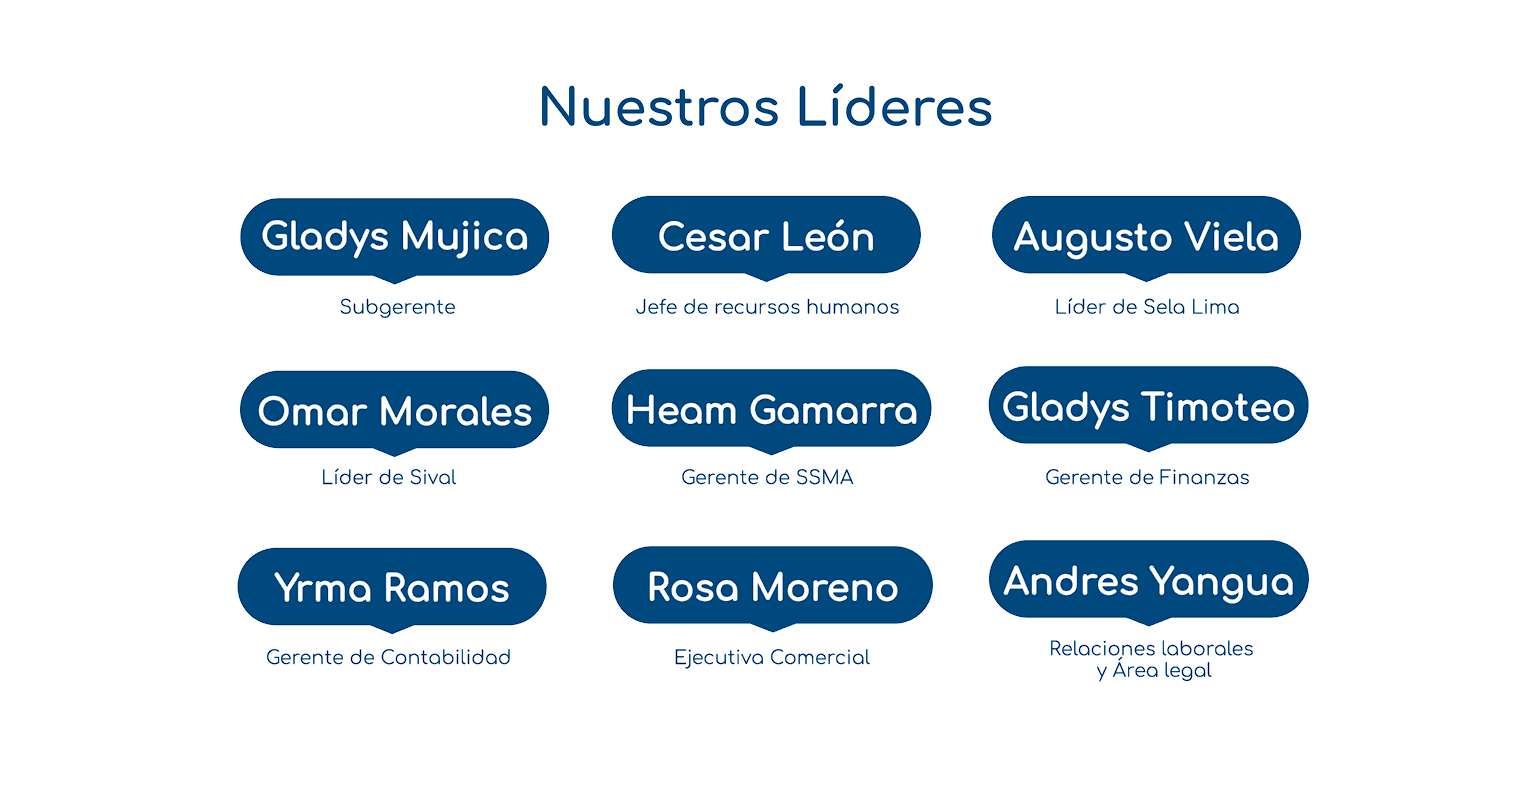 Nuestros Líderes
Gladys Mujica
Subgerente
Cesar León
Jefe de recursos humanos
Augusto Viela
Líder de Sela Lima
Omar Morales
Líder de Sival
Heam Gamarra
Gerente de SSMA
Gladys Timoteo
Gerente de Finanzas
Yrma Ramos
Gerente de Contabilidad
Rosa Moreno
Ejecutiva Comercial
Andres Yangua
Relaciones laborales
y Área legal